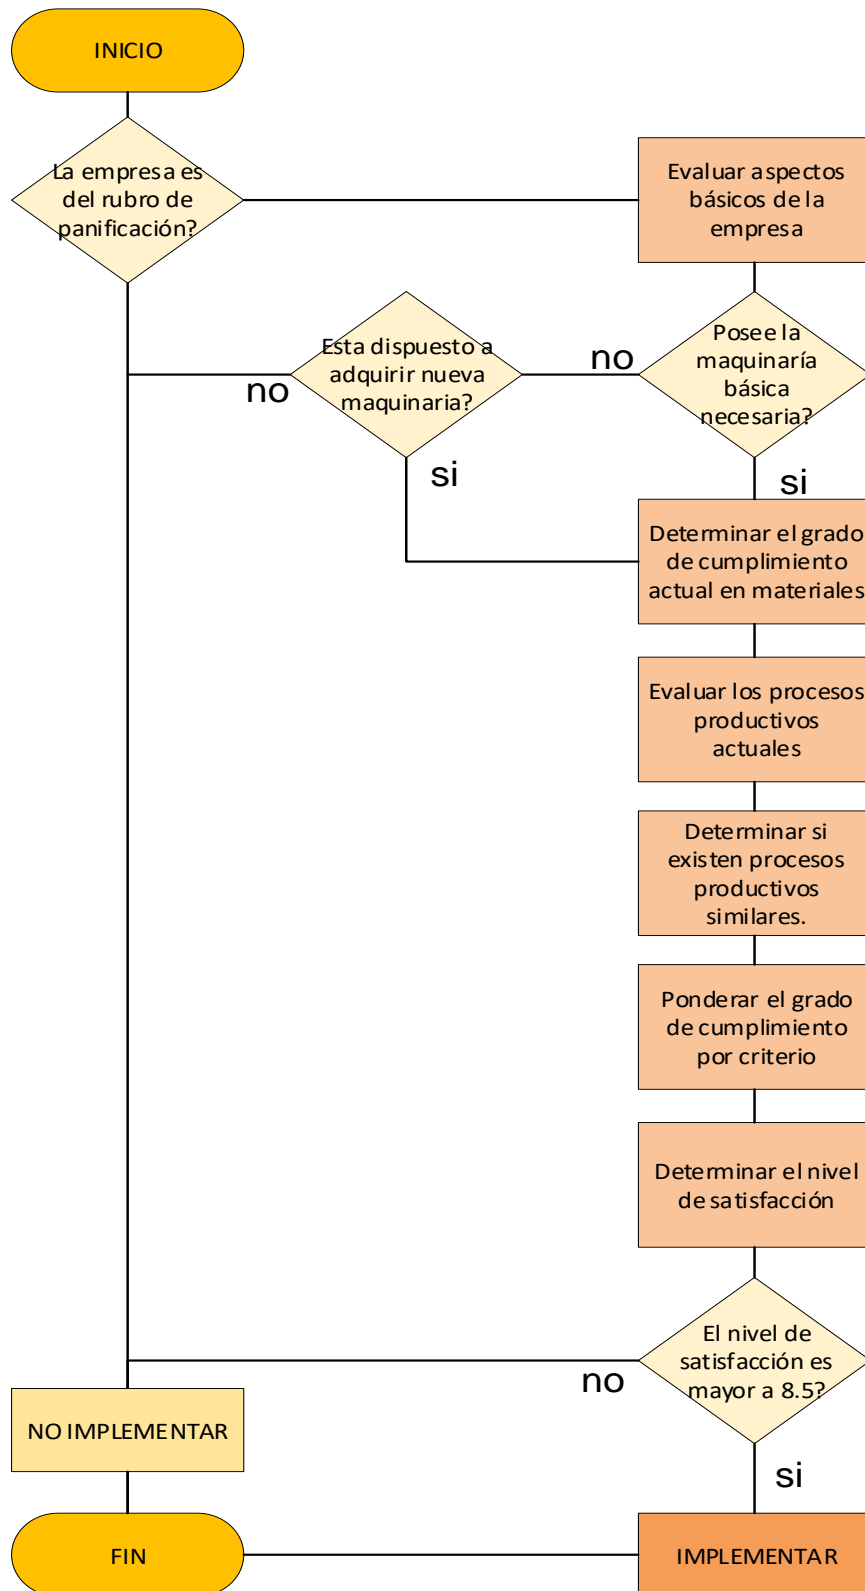 INICIO
La empresa es
del rubro de
panificación?
Evaluar aspectos
básicos de la
empresa
Esta dispuesto a
adquirir nueva
maquinaria?
no
no
Posee la
maquinaría
básica
necesaria?
si
si
Determinar el grado
de cumplimiento
actual en materiales
Evaluar los procesos
productivos
actuales
Determinar si
existen procesos
productivos
similares.
Ponderar el grado
de cumplimiento
por criterio
Determinar el nivel
de satisfacción
El nivel de
satisfacción es
mayor a 8.5?
no
NO IMPLEMENTAR
si
FIN
IMPLEMENTAR